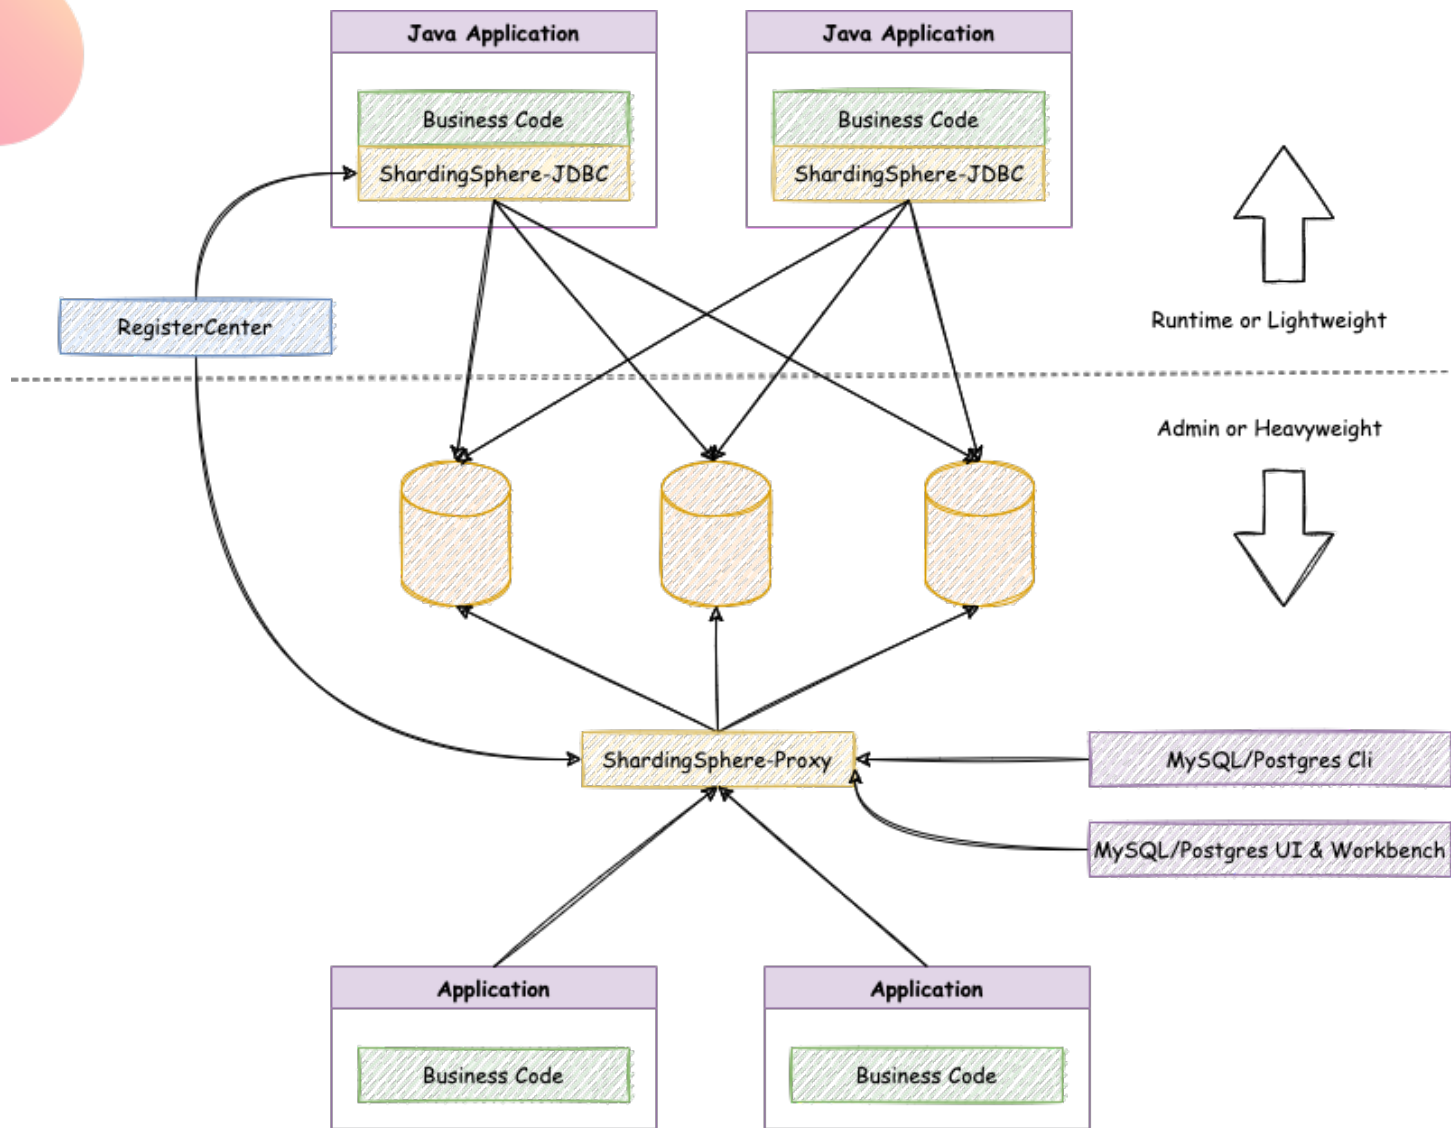 Java Application
Java Application
Business Code
Business Code
ShardingSphere-JDBC
ShardingSphere-JDBC
RegisterCenter
Runtime or Lightweight
Admin or Heavyweight
ShardingSphere-Proxy
MySQL/Postgres Cli
MySQL/Postgres UI & Workbench
Application
Application
Business Code
Business Code